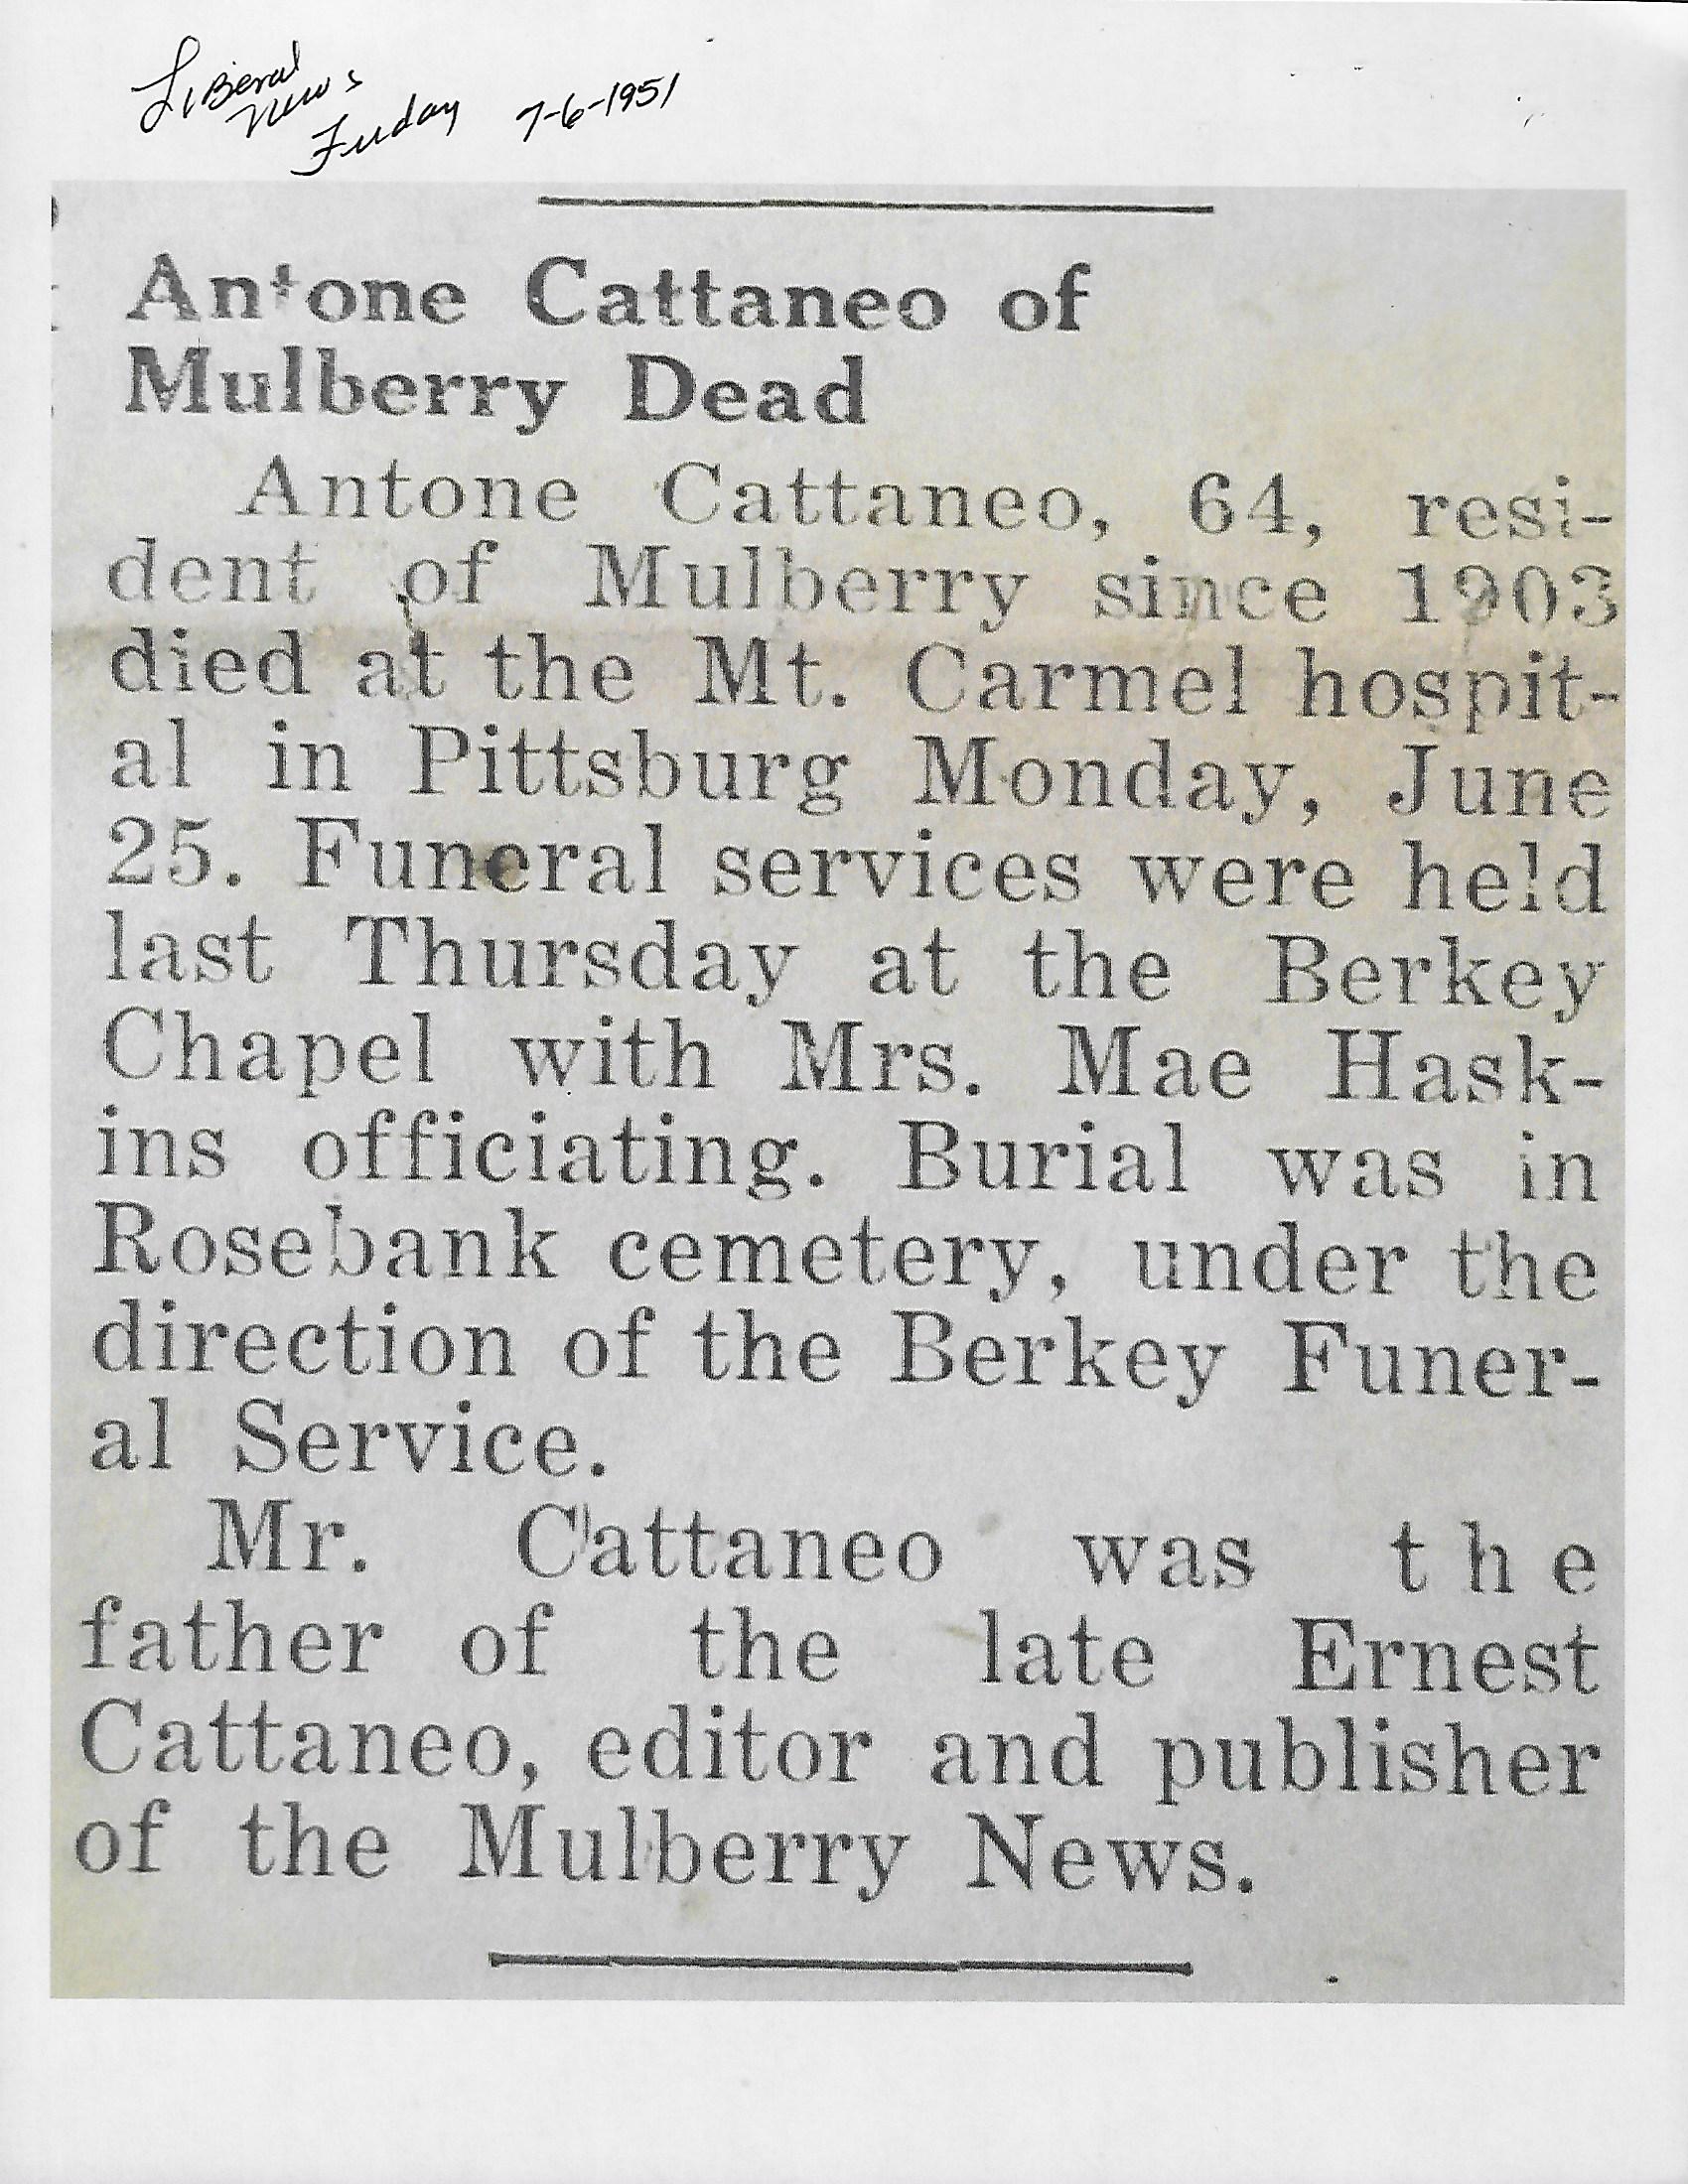 Liberal
News
Friday 7-6-1951
Antone Cattaneo of
Mulberry Dead
Antone Cattaneo, 64, resi-
dent of Mulberry since 1903
died at the Mt. Carmel hospit-
al in Pittsburg Monday, June
25. Funeral services were held
last Thursday at the Berkey
Chapel with Mrs. Mae Hask-
ins officiating. Burial was in
Rosebank cemetery, under the
direction of the Berkey Funer-
al Service.
Mr. Cattaneo was the
father of the late Ernest
Cattaneo, editor and publisher
of the Mulberry News.